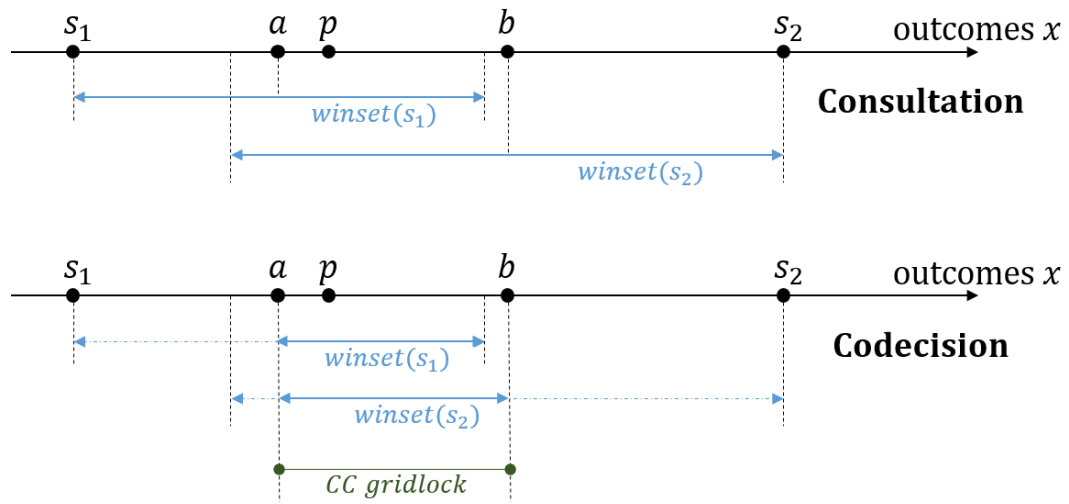 s₁ a p b s₂ outcomes x
winset(s₁)
Consultation
winset(s₂)
s₁ a p b s₂ outcomes x
winset(s₁)
Codecision
winset(s₂)
CC gridlock